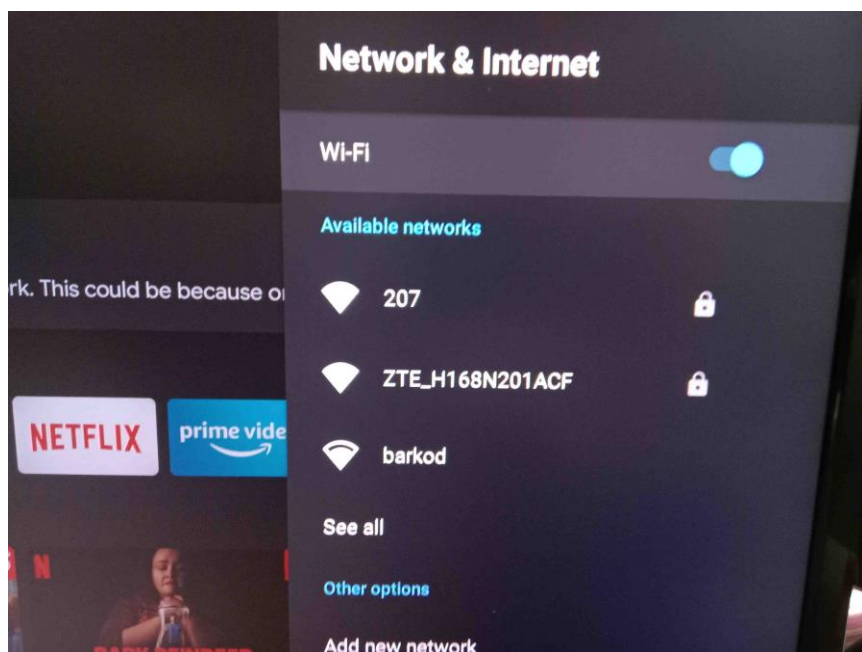 Network & Internet
Wi-Fi
Available networks
rk. This could be because o
207
ZTE_H168N201ACF
NETFLIX
prime vide
barkod
See all
N
Other options
Add new network